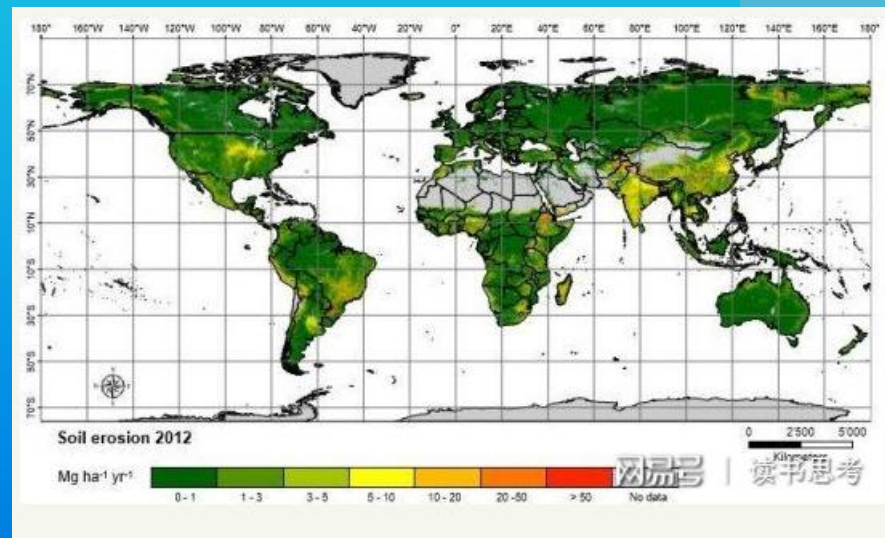 180° 160°W 140°W 120°W 100°W 80°W 60°W 40°W 20°W 0° 20°E 40°E 60°E 80°E 100°E 120°E 140°E 160°E 180°
70°N
50°N
30°N
10°N
10°S
30°S
50°S
70°S
Soil erosion 2012
0 2'500 5'000
Kilometers
Mg ha⁻¹ yr⁻¹
0 - 1 1 - 3 3 - 5 5 - 10 10 - 20 20 -50 > 50 No data
网易号 | 读书思考